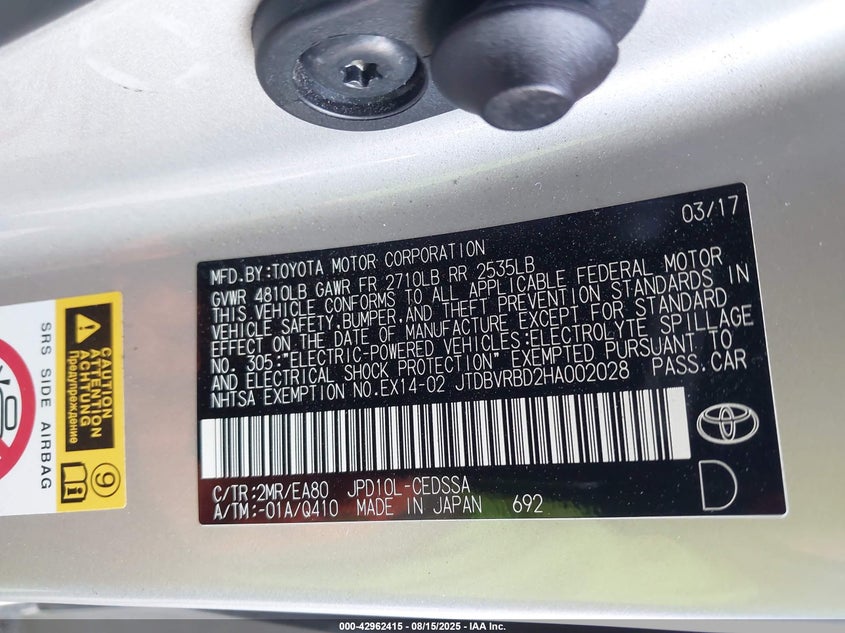 03/17
MFD.BY:TOYOTA MOTOR CORPORATION
GVWR 4810LB GAWR FR 2710LB RR 2535LB
THIS VEHICLE CONFORMS TO ALL APPLICABLE FEDERAL MOTOR
VEHICLE SAFETY,BUMPER,AND THEFT PREVENTION STANDARDS IN
EFFECT ON THE DATE OF MANUFACTURE EXCEPT FOR STANDARD
NO. 305:"ELECTRIC-POWERED VEHICLES:ELECTROLYTE SPILLAGE
AND ELECTRICAL SHOCK PROTECTION" EXEMPTED PURSUANT TO
NHTSA EXEMPTION NO.EX14-02 JTDBVRBD2HA002028 PASS.CAR
C/TR:2MR/EA80 JPD10L-CEDSSA
A/TM:-01A/Q410 MADE IN JAPAN 692
D
CAUTION
ATTENTION
ACHTUNG
Предупреждение
9
SRS SIDE AIRBAG
000-42962415 - 08/15/2025 - IAA Inc.